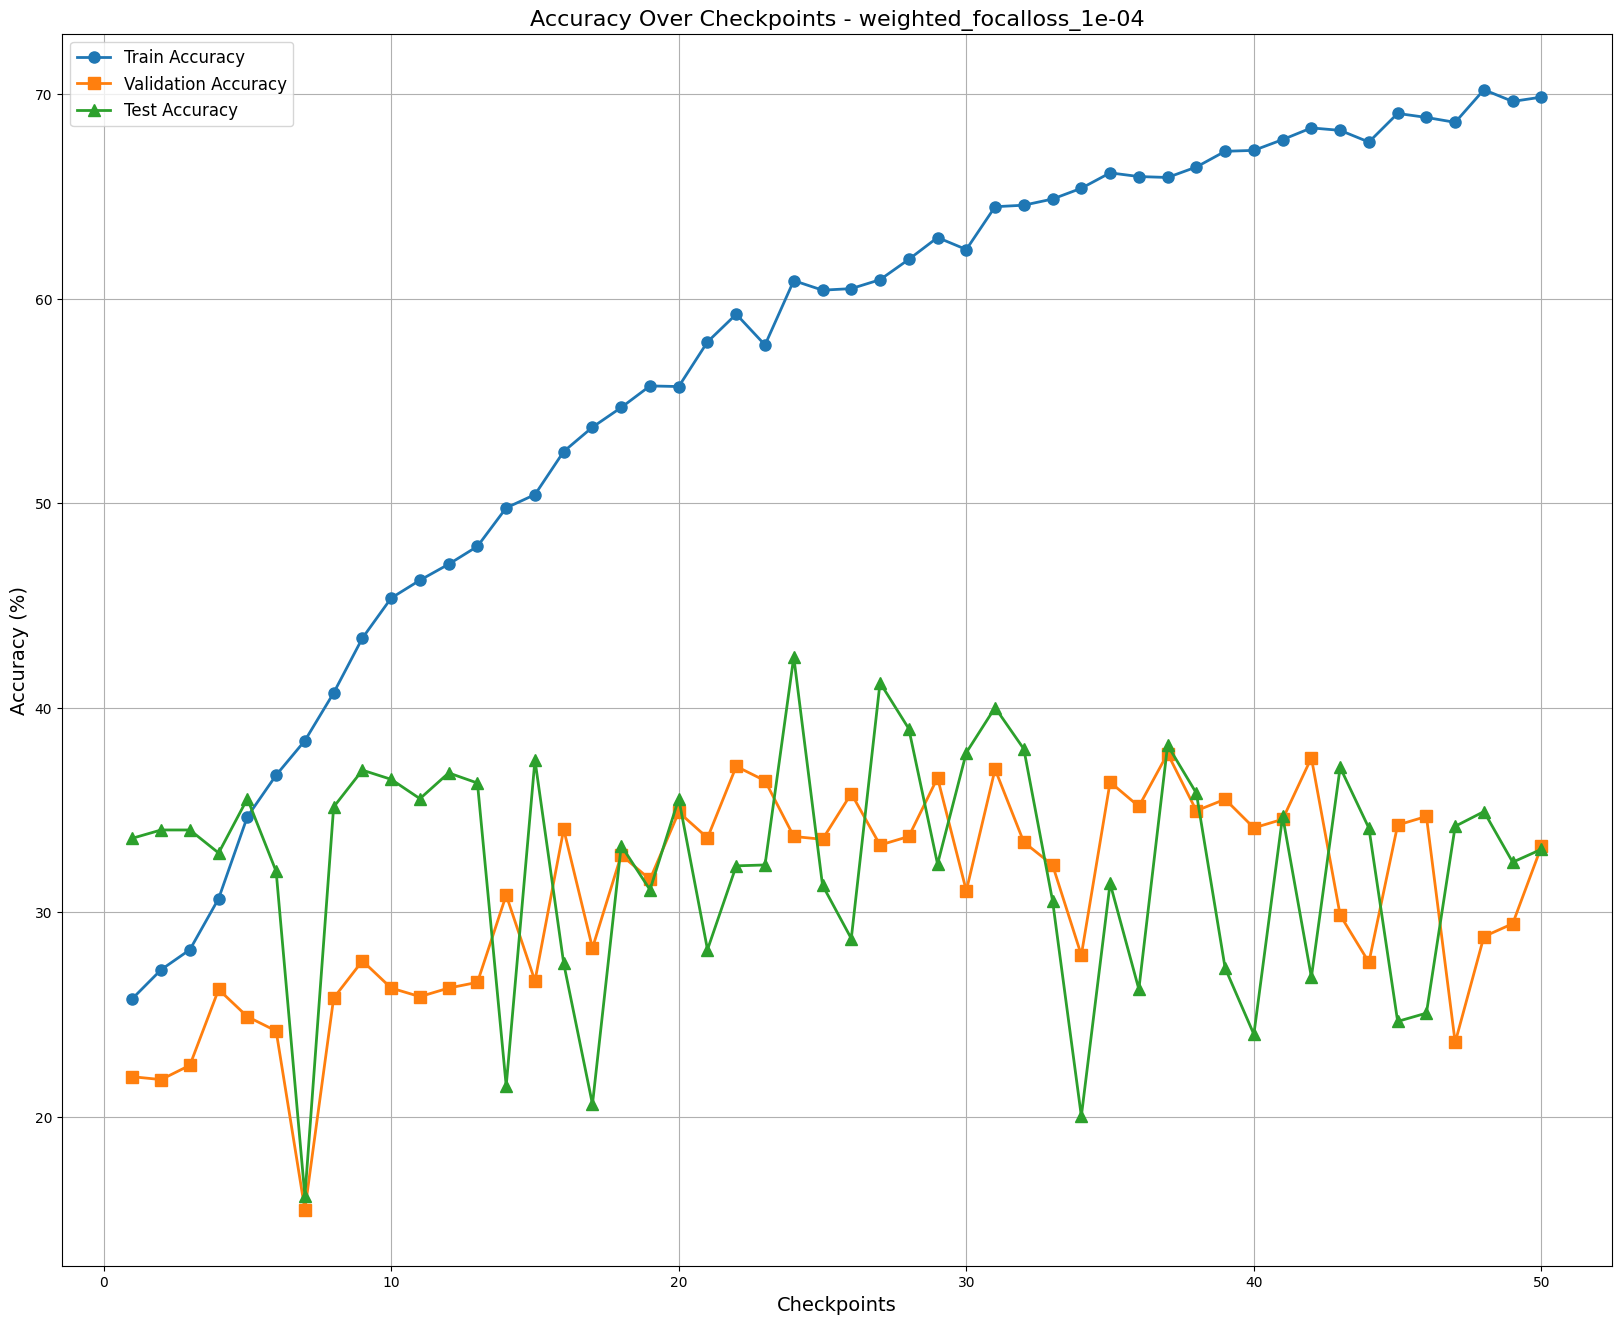 Accuracy Over Checkpoints - weighted_focalloss_1e-04
Train Accuracy
Validation Accuracy
Test Accuracy
70
60
50
40
30
20
Accuracy (%)
0 10 20 30 40 50
Checkpoints